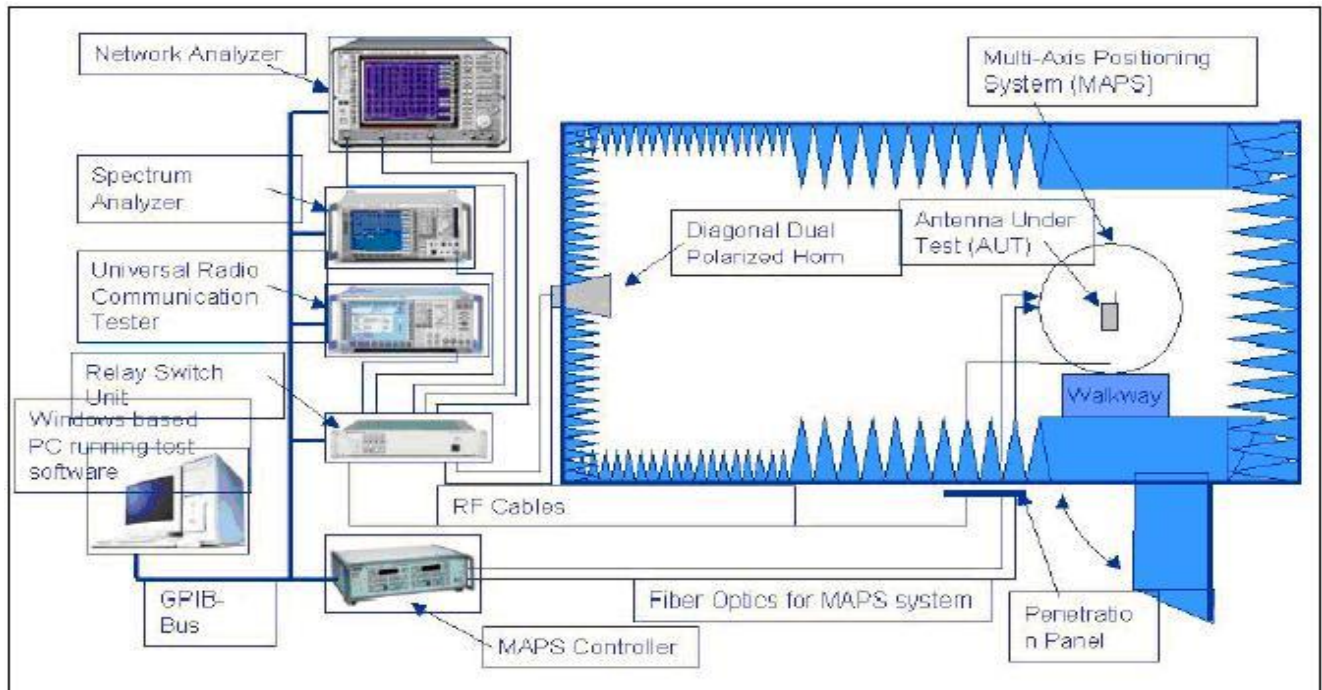 Network Analyzer
Multi-Axis Positioning
System (MAPS)
Spectrum
Analyzer
Diagonal Dual
Polarized Horn
Antenna Under
Test (AUT)
Universal Radio
Communication
Tester
Relay Switch
Unit
Walkway
Windows based
PC running test
software
RF Cables
GPIB-
Bus
Fiber Optics for MAPS system
Penetratio
n Panel
MAPS Controller